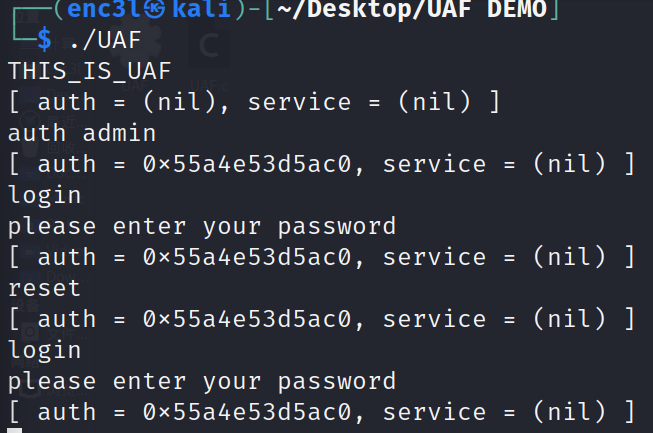 ┌──(enc3l㉿kali)-[~/Desktop/UAF DEMO]
└─$ ./UAF
THIS_IS_UAF
[ auth = (nil), service = (nil) ]
auth admin
[ auth = 0×55a4e53d5ac0, service = (nil) ]
login
please enter your password
[ auth = 0×55a4e53d5ac0, service = (nil) ]
reset
[ auth = 0×55a4e53d5ac0, service = (nil) ]
login
please enter your password
[ auth = 0×55a4e53d5ac0, service = (nil) ]